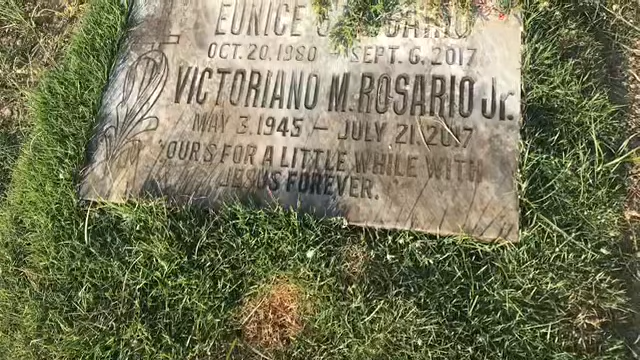 EUNICE
OCT. 20, 1980 - SEPT. 6, 2017
VICTORIANO M. ROSARIO Jr.
MAY 3, 1945 - JULY 21, 2017
OURS FOR A LITTLE WHILE WITH
JESUS FOREVER.